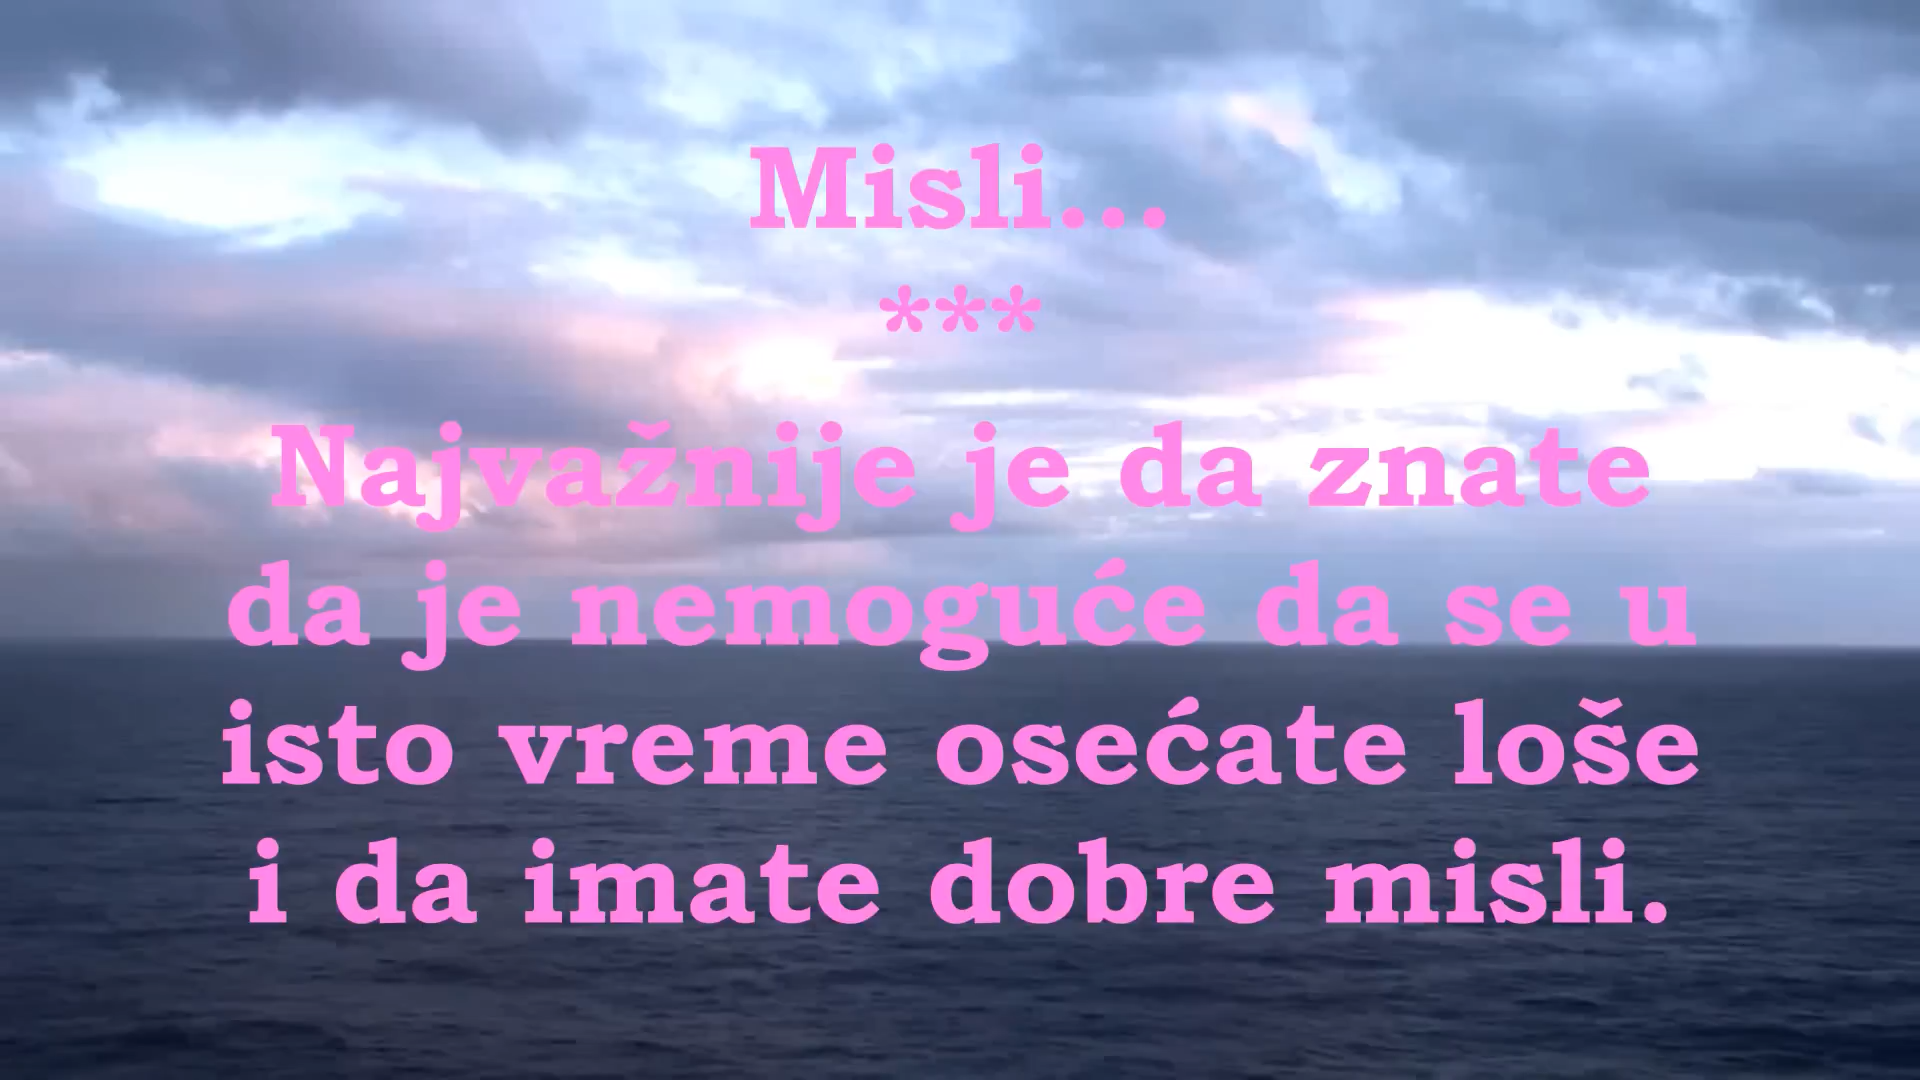 Misli...
***
Najvažnije je da znate
da je nemoguće da se u
isto vreme osećate loše
i da imate dobre misli.